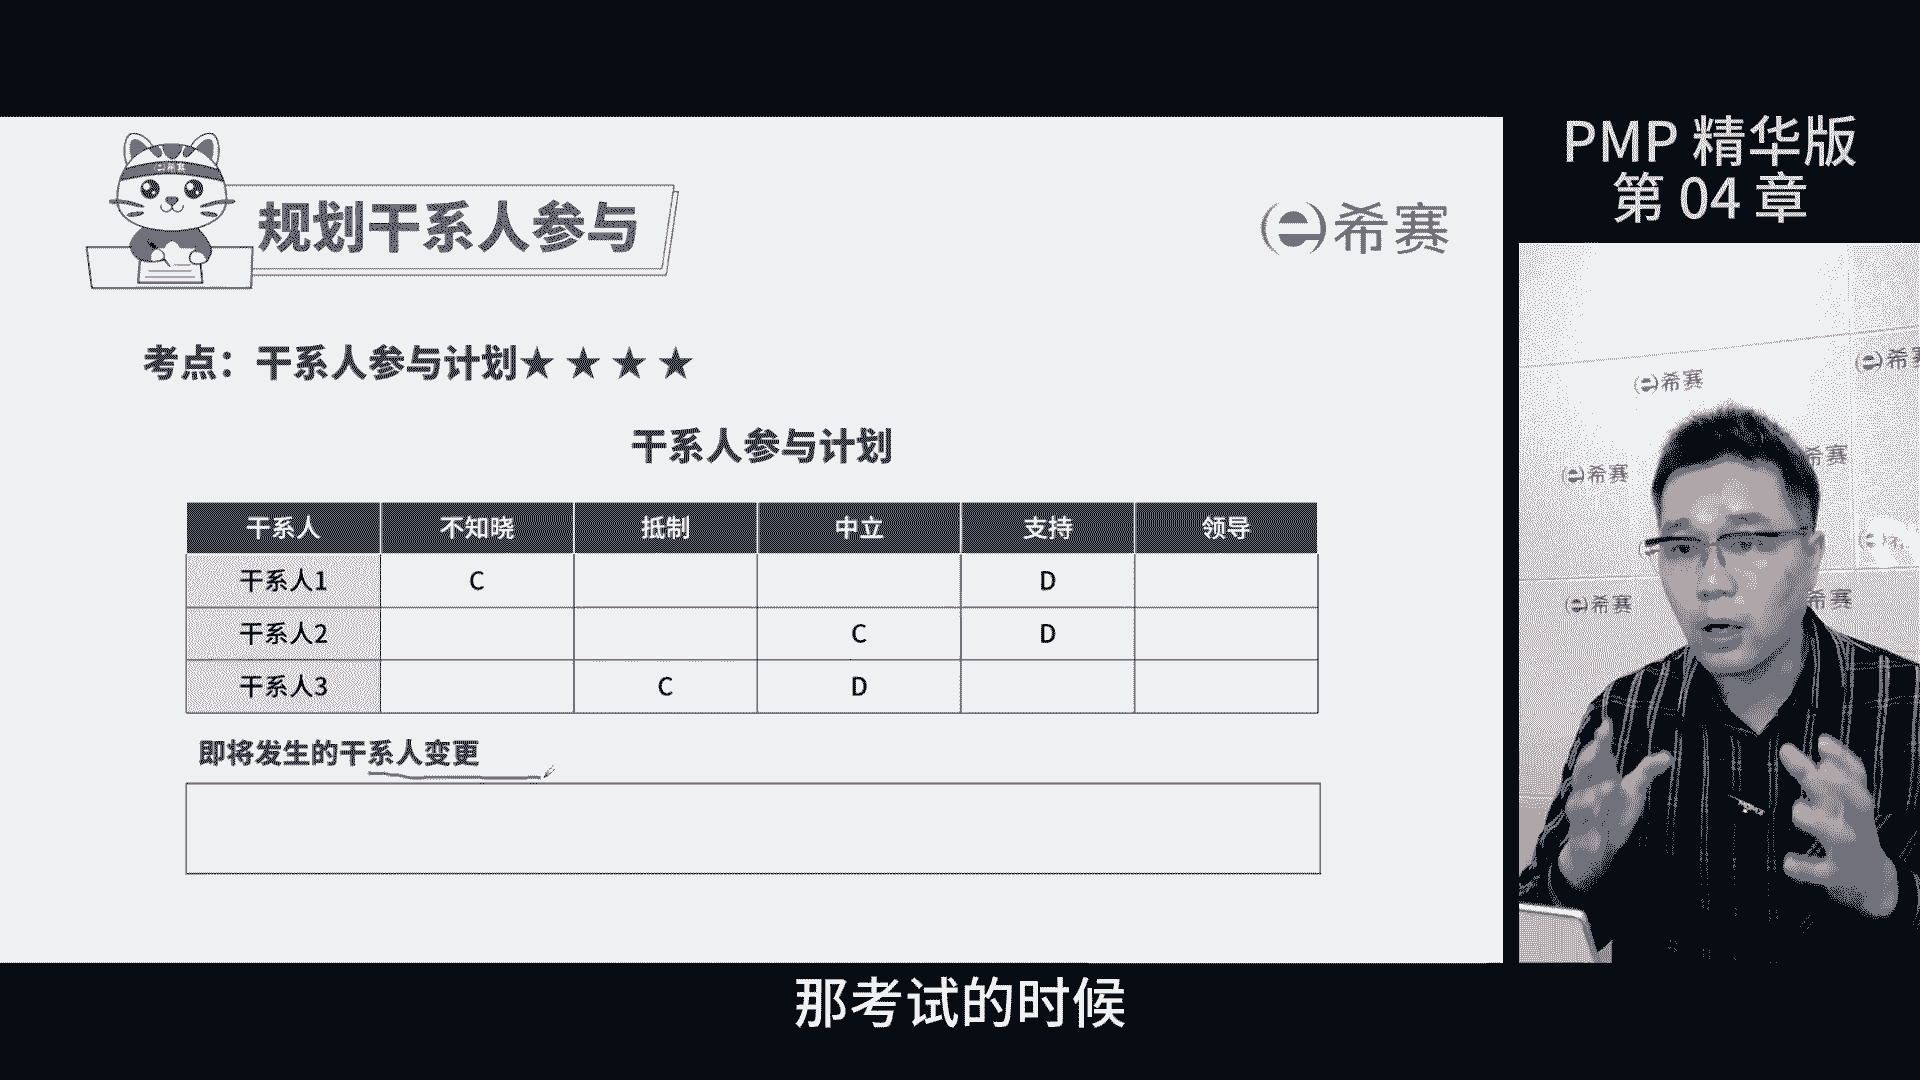 PMP 精华版
第 04 章
规划干系人参与
希赛
考点：干系人参与计划★ ★ ★ ★
干系人参与计划
干系人 不知晓 抵制 中立 支持 领导
干系人1 C D
干系人2 C D
干系人3 C D
即将发生的干系人变更
希赛
希赛
希赛
希赛
希赛
希赛
那考试的时候